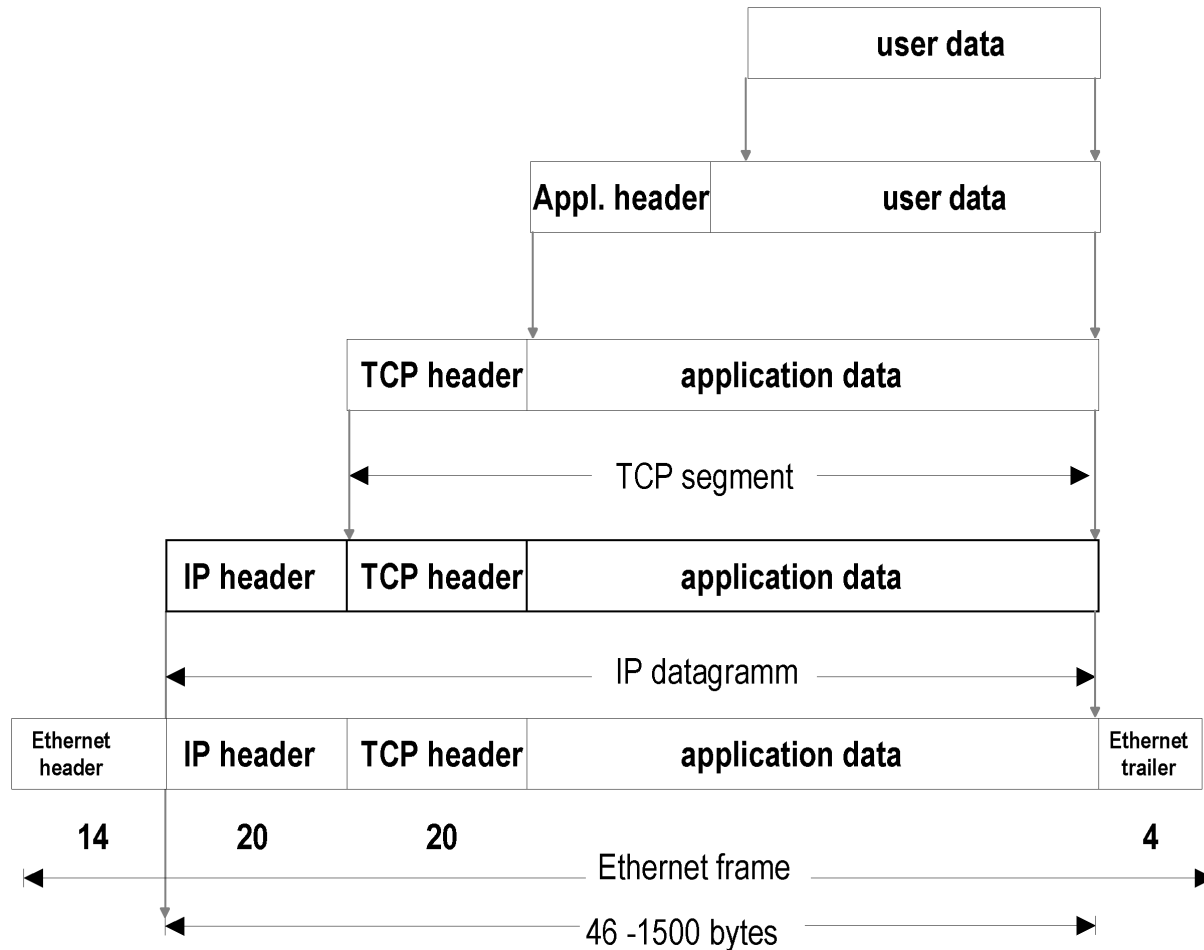 user data
Appl. header user data
TCP header application data
TCP segment
IP header TCP header application data
IP datagramm
Ethernet header IP header TCP header application data Ethernet trailer
14 20 20 4
Ethernet frame
46 -1500 bytes